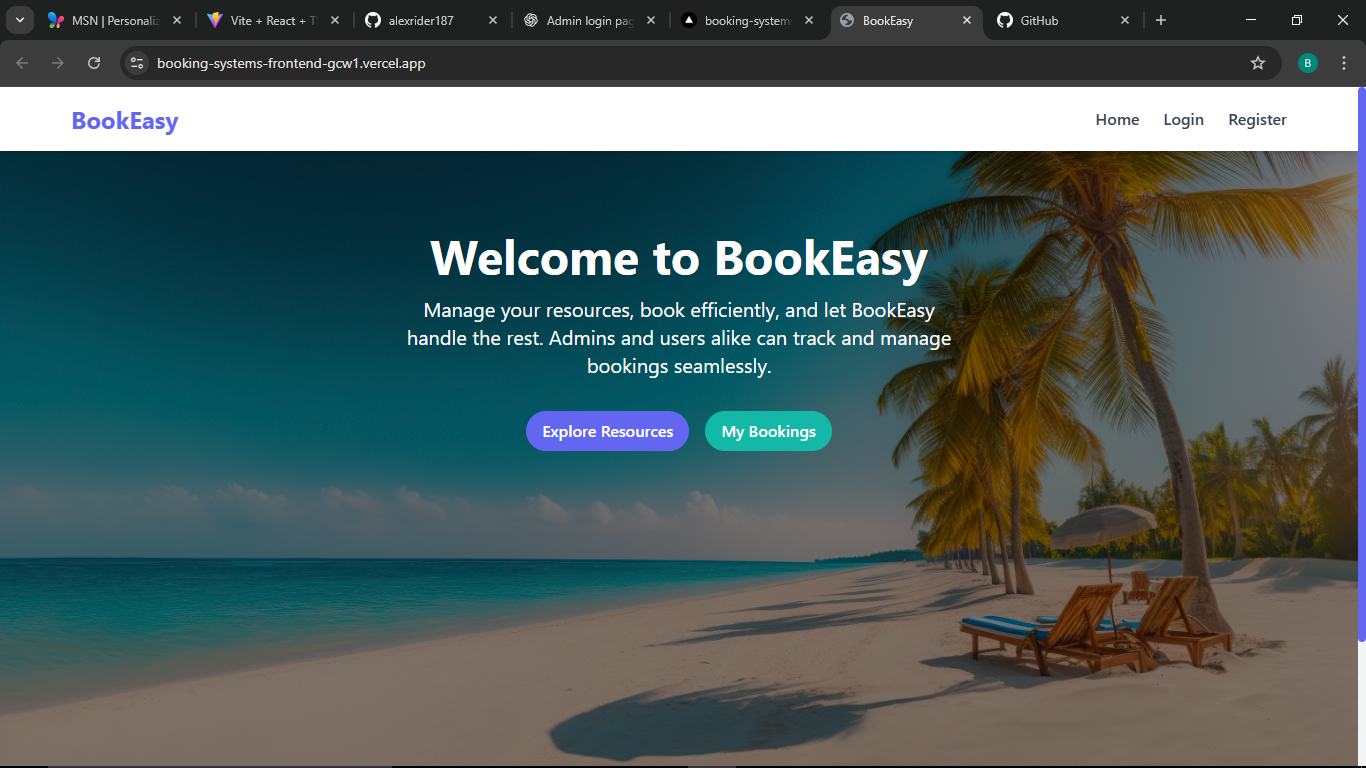 MSN | Personaliz
Vite + React + T
alexrider187
Admin login pag
booking-systems
BookEasy
GitHub
booking-systems-frontend-gcw1.vercel.app
B
BookEasy
Home
Login
Register
Welcome to BookEasy
Manage your resources, book efficiently, and let BookEasy
handle the rest. Admins and users alike can track and manage
bookings seamlessly.
Explore Resources
My Bookings